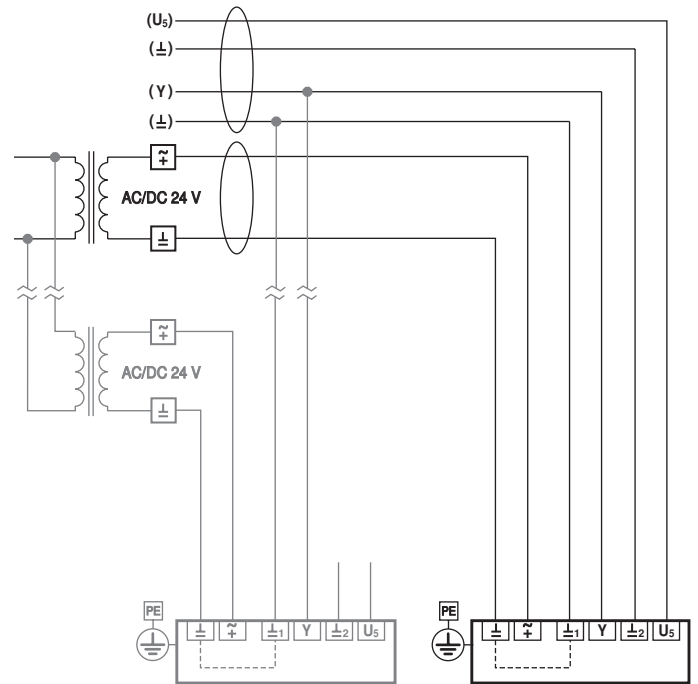 (U5)
(⊥)
(Y)
(⊥)
~
+
AC/DC 24 V
⊥
~
+
AC/DC 24 V
⊥
PE PE
⊥ ~+ ⊥1 Y ⊥2 U5 ⊥ ~+ ⊥1 Y ⊥2 U5